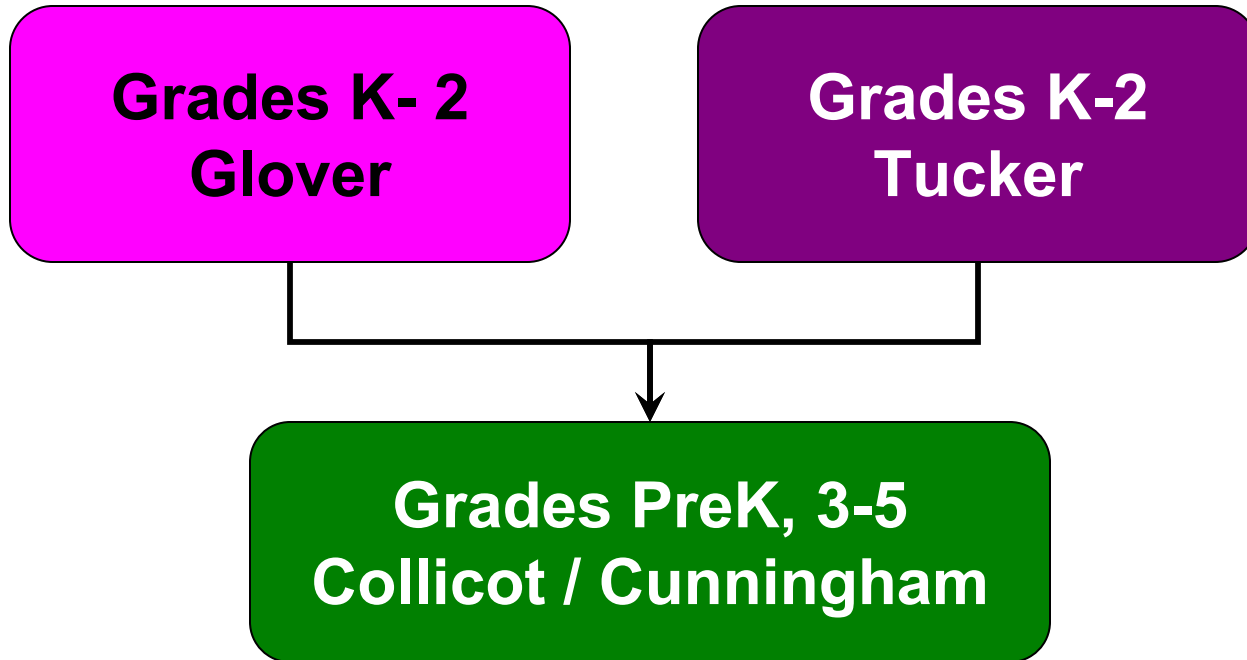 Grades K- 2
Glover
Grades K-2
Tucker
Grades PreK, 3-5
Collicot / Cunningham